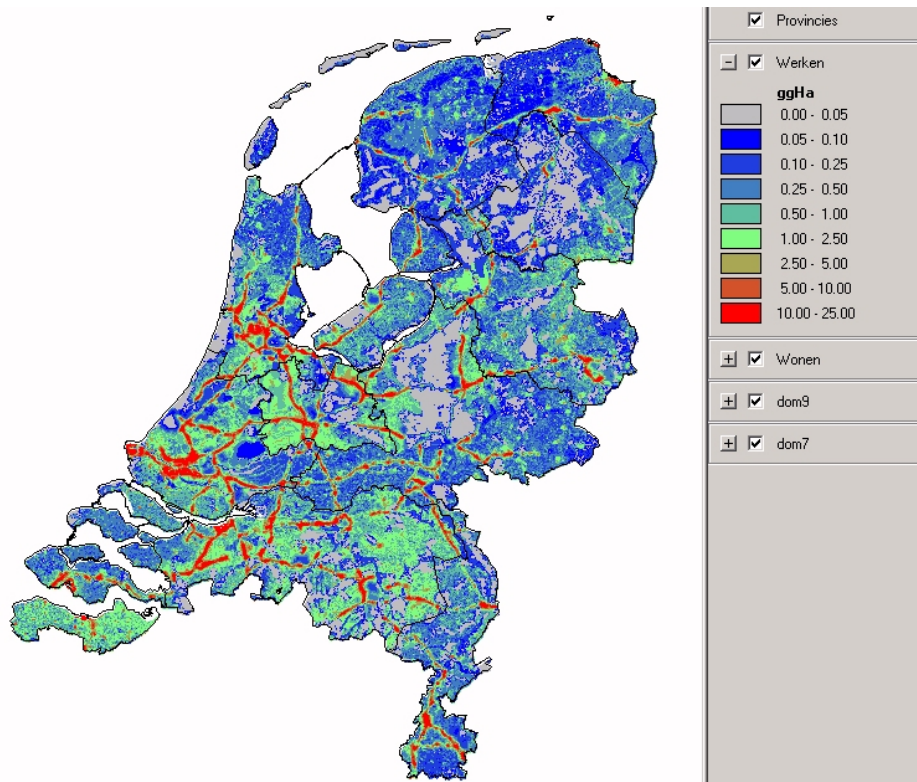 Provincies
Werken
ggHa
0.00 - 0.05
0.05 - 0.10
0.10 - 0.25
0.25 - 0.50
0.50 - 1.00
1.00 - 2.50
2.50 - 5.00
5.00 - 10.00
10.00 - 25.00
Wonen
dom9
dom7